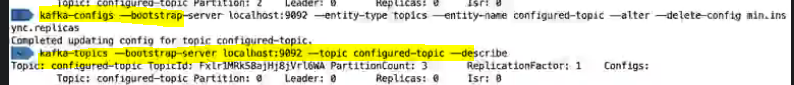 Topic: configured-topic Partition: 2 Leader: 0 Replicas: 0 Isr: 0
kafka-configs --bootstrap-server localhost:9092 --entity-type topics --entity-name configured-topic --alter --delete-config min.ins
ync.replicas
Completed updating config for topic configured-topic.
kafka-topics --bootstrap-server localhost:9092 --topic configured-topic --describe
Topic: configured-topic TopicId: FxlrlMRkSBajHj8jVrl6WA PartitionCount: 3 ReplicationFactor: 1 Configs:
Topic: configured-topic Partition: 0 Leader: 0 Replicas: 0 Isr: 0